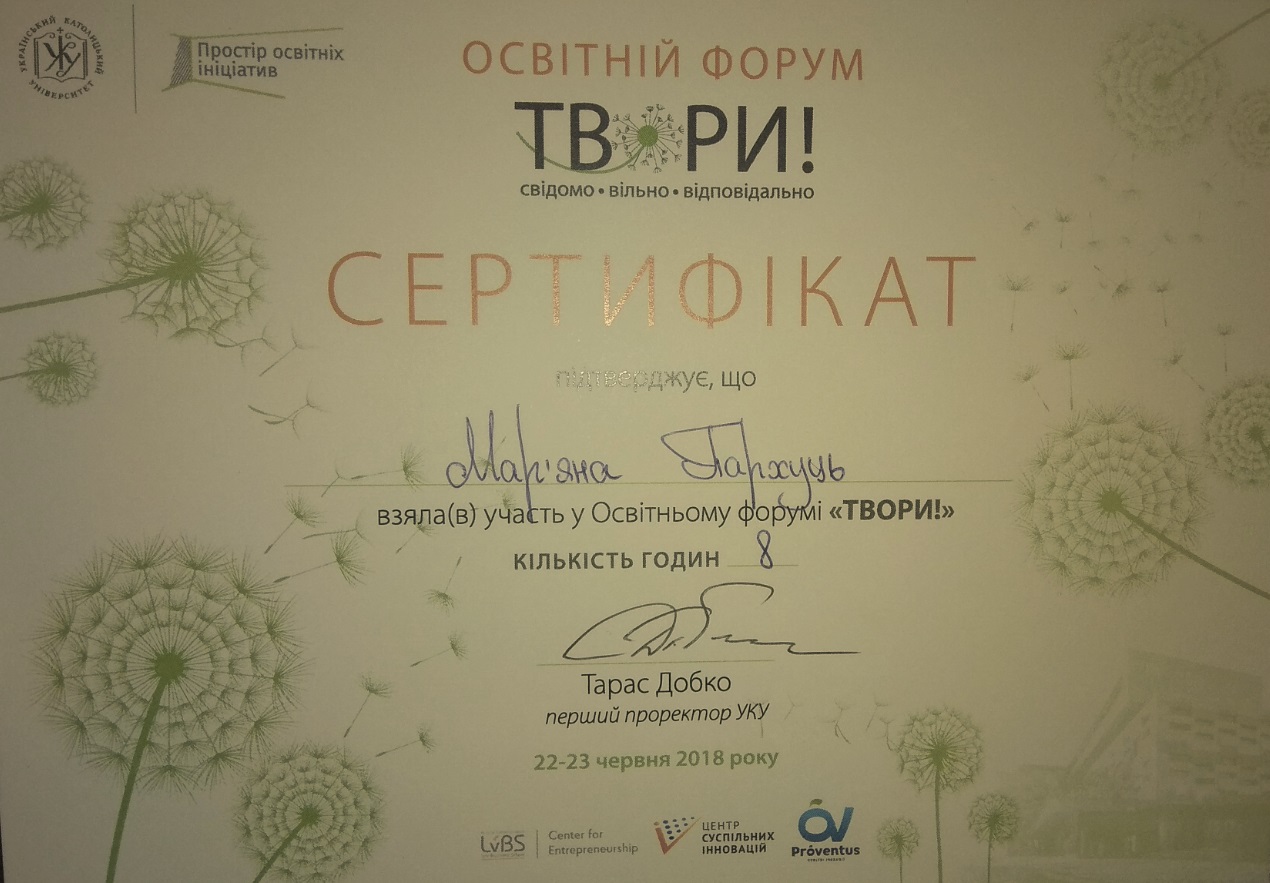 УКРАЇНСЬКИЙ КАТОЛИЦЬКИЙ УНІВЕРСИТЕТ
УКУ
Простір освітніх
ініціатив
ОСВІТНІЙ ФОРУМ
ТВОРИ!
свідомо • вільно • відповідально
СЕРТИФІКАТ
підтверджує, що
Мар'яна Пархуць
взяла(в) участь у Освітньому форумі «ТВОРИ!»
КІЛЬКІСТЬ ГОДИН 8
Тарас Добко
перший проректор УКУ
22-23 червня 2018 року
LvBS
Center for
Entrepreneurship
ЦЕНТР
СУСПІЛЬНИХ
ІННОВАЦІЙ
Próventus